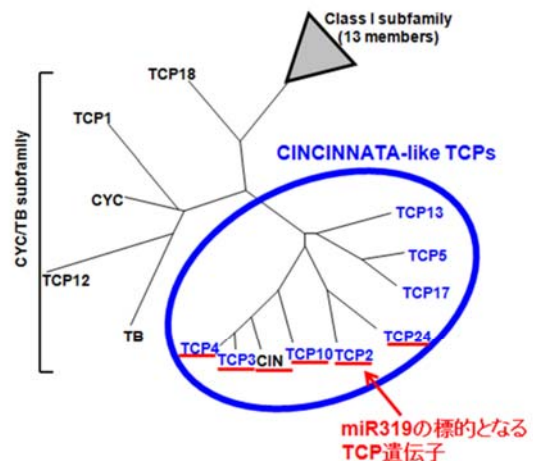 Class I subfamily
(13 members)
TCP18
TCP1
CINCINNATA-like TCPs
CYC/TB subfamily
CYC
TCP13
TCP5
TCP12
TCP17
TB
TCP4
TCP3
CIN
TCP10
TCP2
TCP24
miR319の標的となる
TCP遺伝子